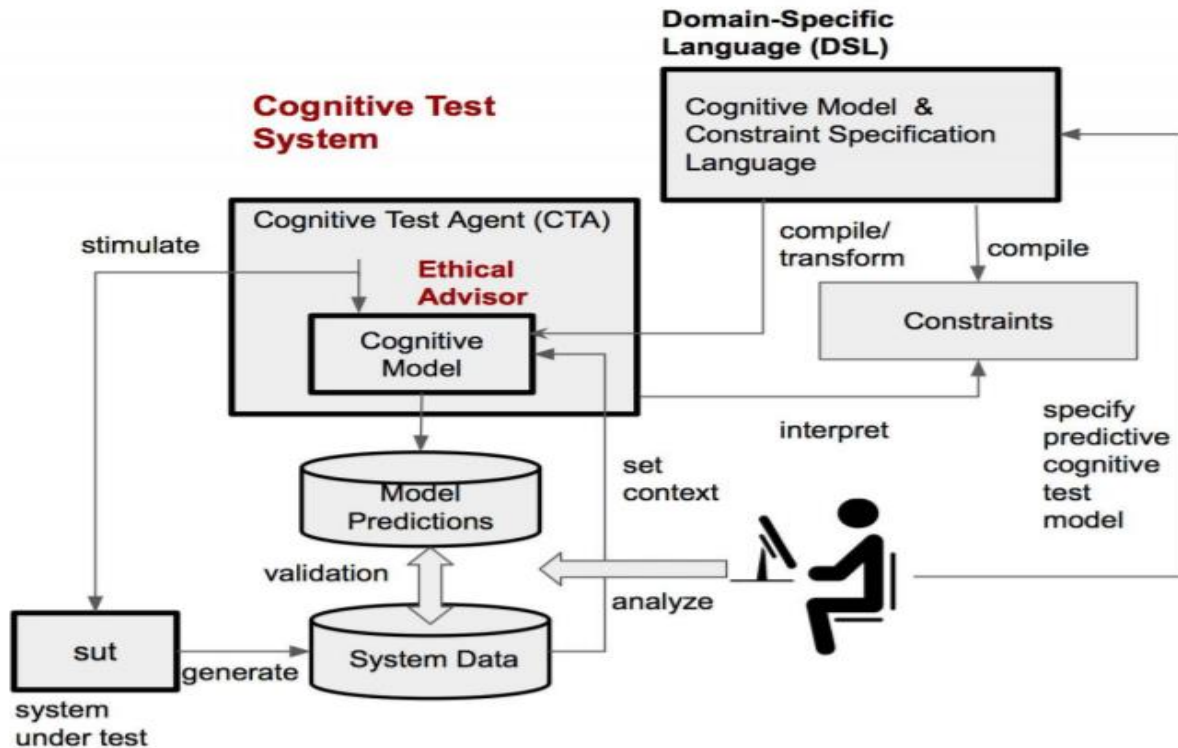 Domain-Specific
Language (DSL)
Cognitive Test
System
Cognitive Model &
Constraint Specification
Language
Cognitive Test Agent (CTA)
stimulate
compile/
transform
compile
Ethical
Advisor
Constraints
Cognitive
Model
interpret
specify
predictive
cognitive
test
model
set
context
Model
Predictions
validation
analyze
sut
generate
System Data
system
under test